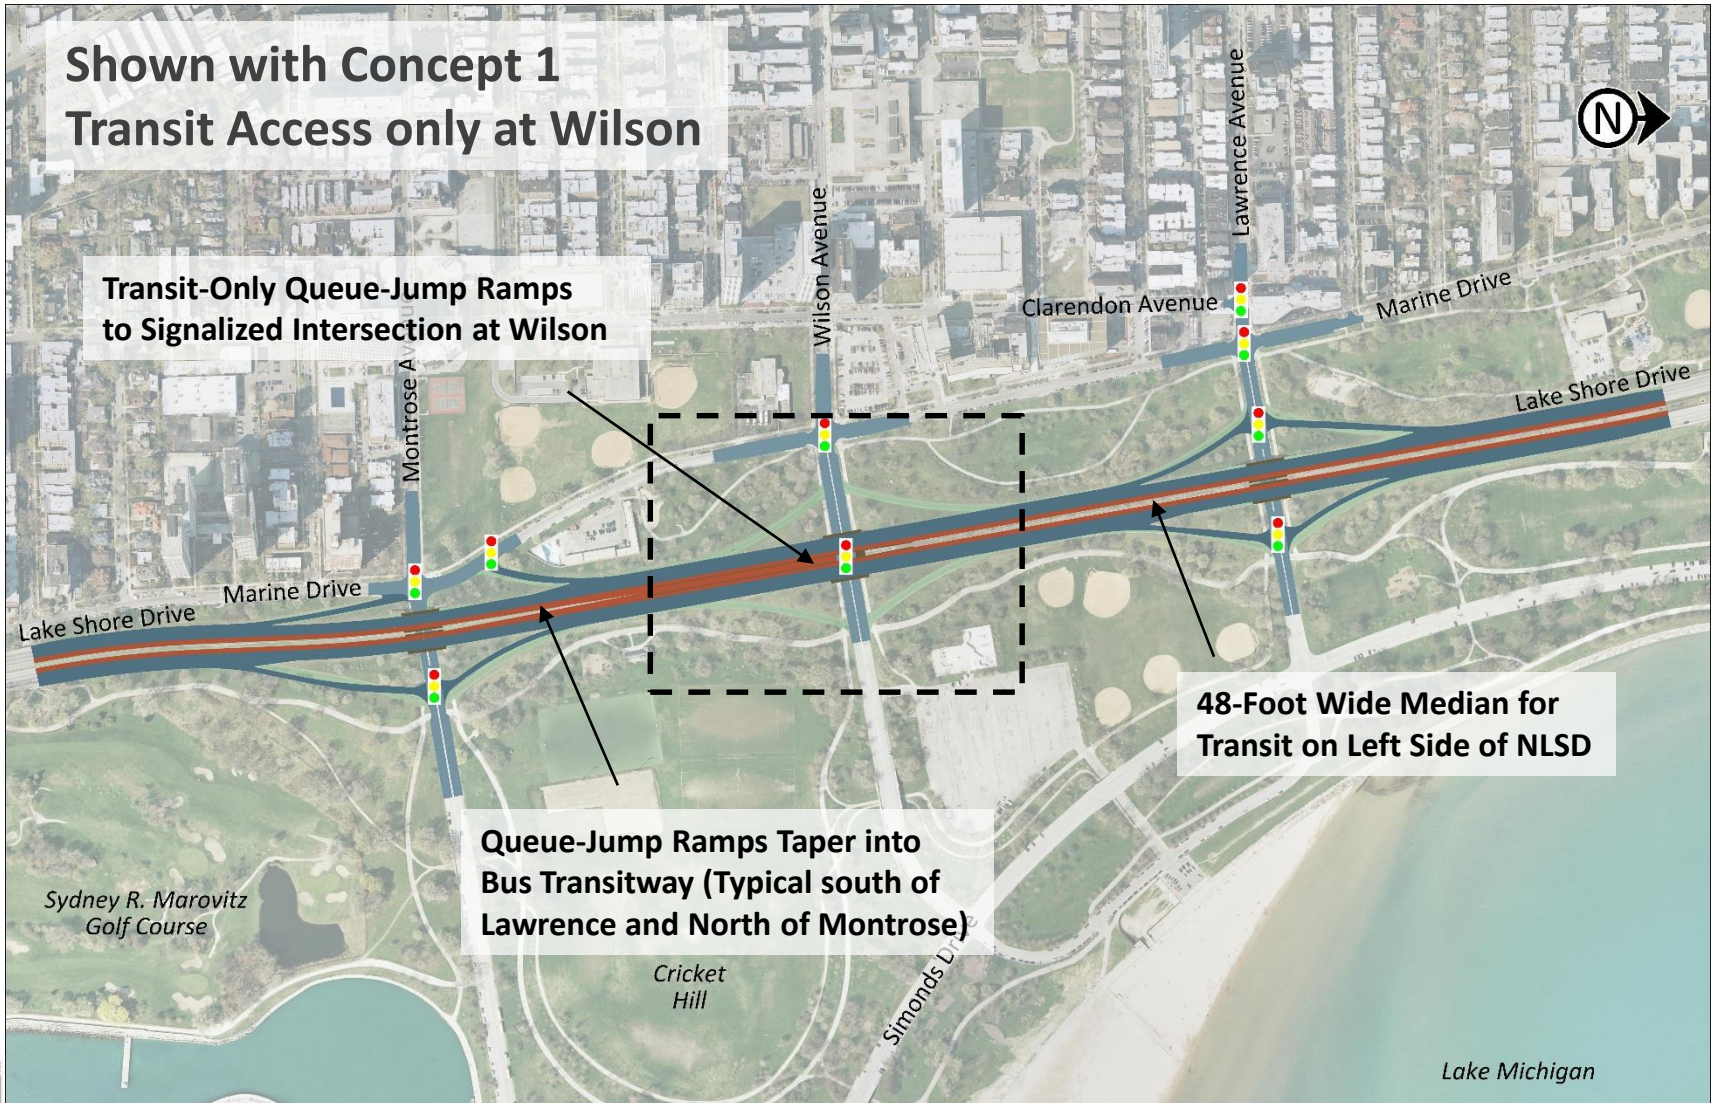 Shown with Concept 1
Transit Access only at Wilson
N
Lawrence Avenue
Wilson Avenue
Transit-Only Queue-Jump Ramps
to Signalized Intersection at Wilson
Clarendon Avenue
Marine Drive
Montrose Avenue
Lake Shore Drive
Marine Drive
Lake Shore Drive
48-Foot Wide Median for
Transit on Left Side of NLSD
Queue-Jump Ramps Taper into
Bus Transitway (Typical south of
Lawrence and North of Montrose)
Sydney R. Marovitz
Golf Course
Cricket
Hill
Simonds Drive
Lake Michigan